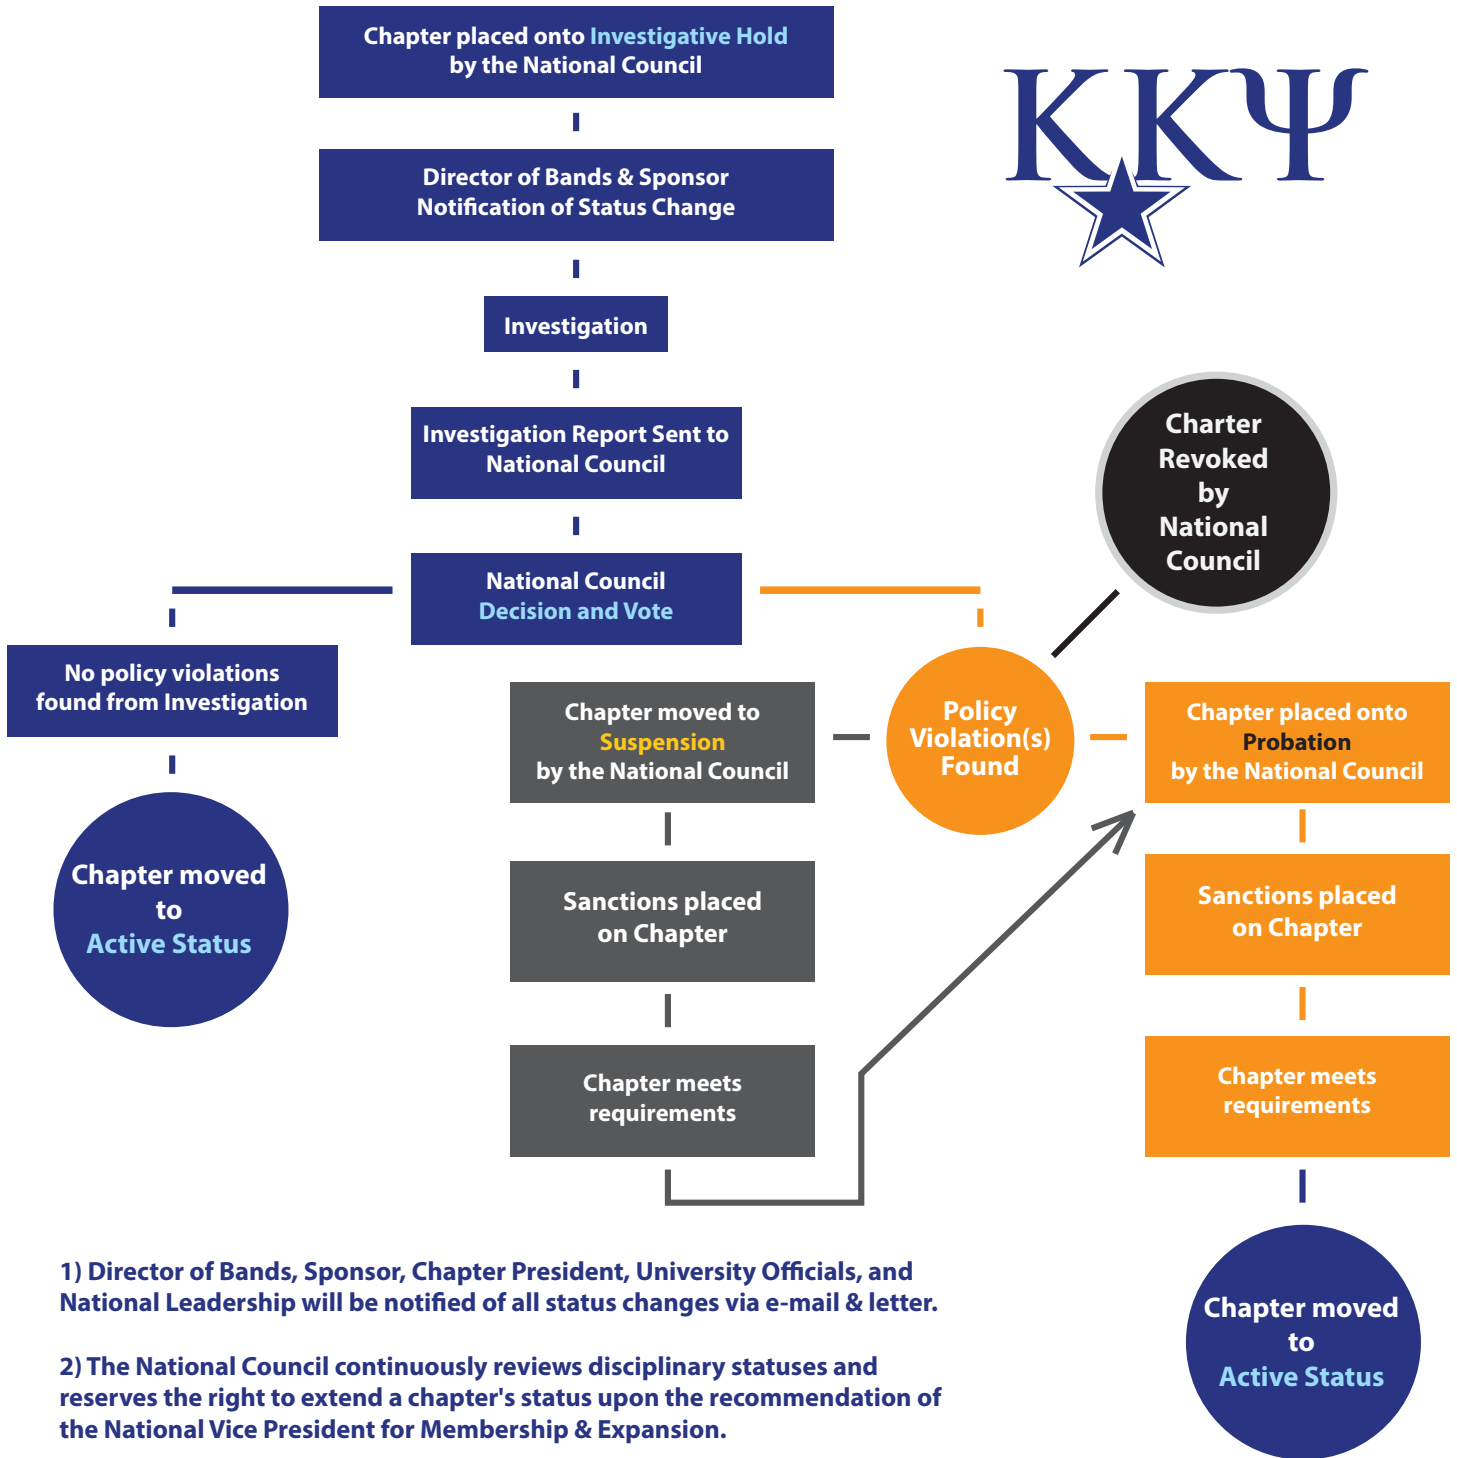 Chapter placed onto Investigative Hold
by the National Council
ΚΚΨ
Director of Bands & Sponsor
Notification of Status Change
Investigation
Investigation Report Sent to
National Council
Charter
Revoked
by
National
Council
National Council
Decision and Vote
No policy violations
found from Investigation
Chapter moved to
Suspension
by the National Council
Policy
Violation(s)
Found
Chapter placed onto
Probation
by the National Council
Chapter moved
to
Active Status
Sanctions placed
on Chapter
Sanctions placed
on Chapter
Chapter meets
requirements
Chapter meets
requirements
1) Director of Bands, Sponsor, Chapter President, University Officials, and
National Leadership will be notified of all status changes via e-mail & letter.
2) The National Council continuously reviews disciplinary statuses and
reserves the right to extend a chapter's status upon the recommendation of
the National Vice President for Membership & Expansion.
Chapter moved
to
Active Status